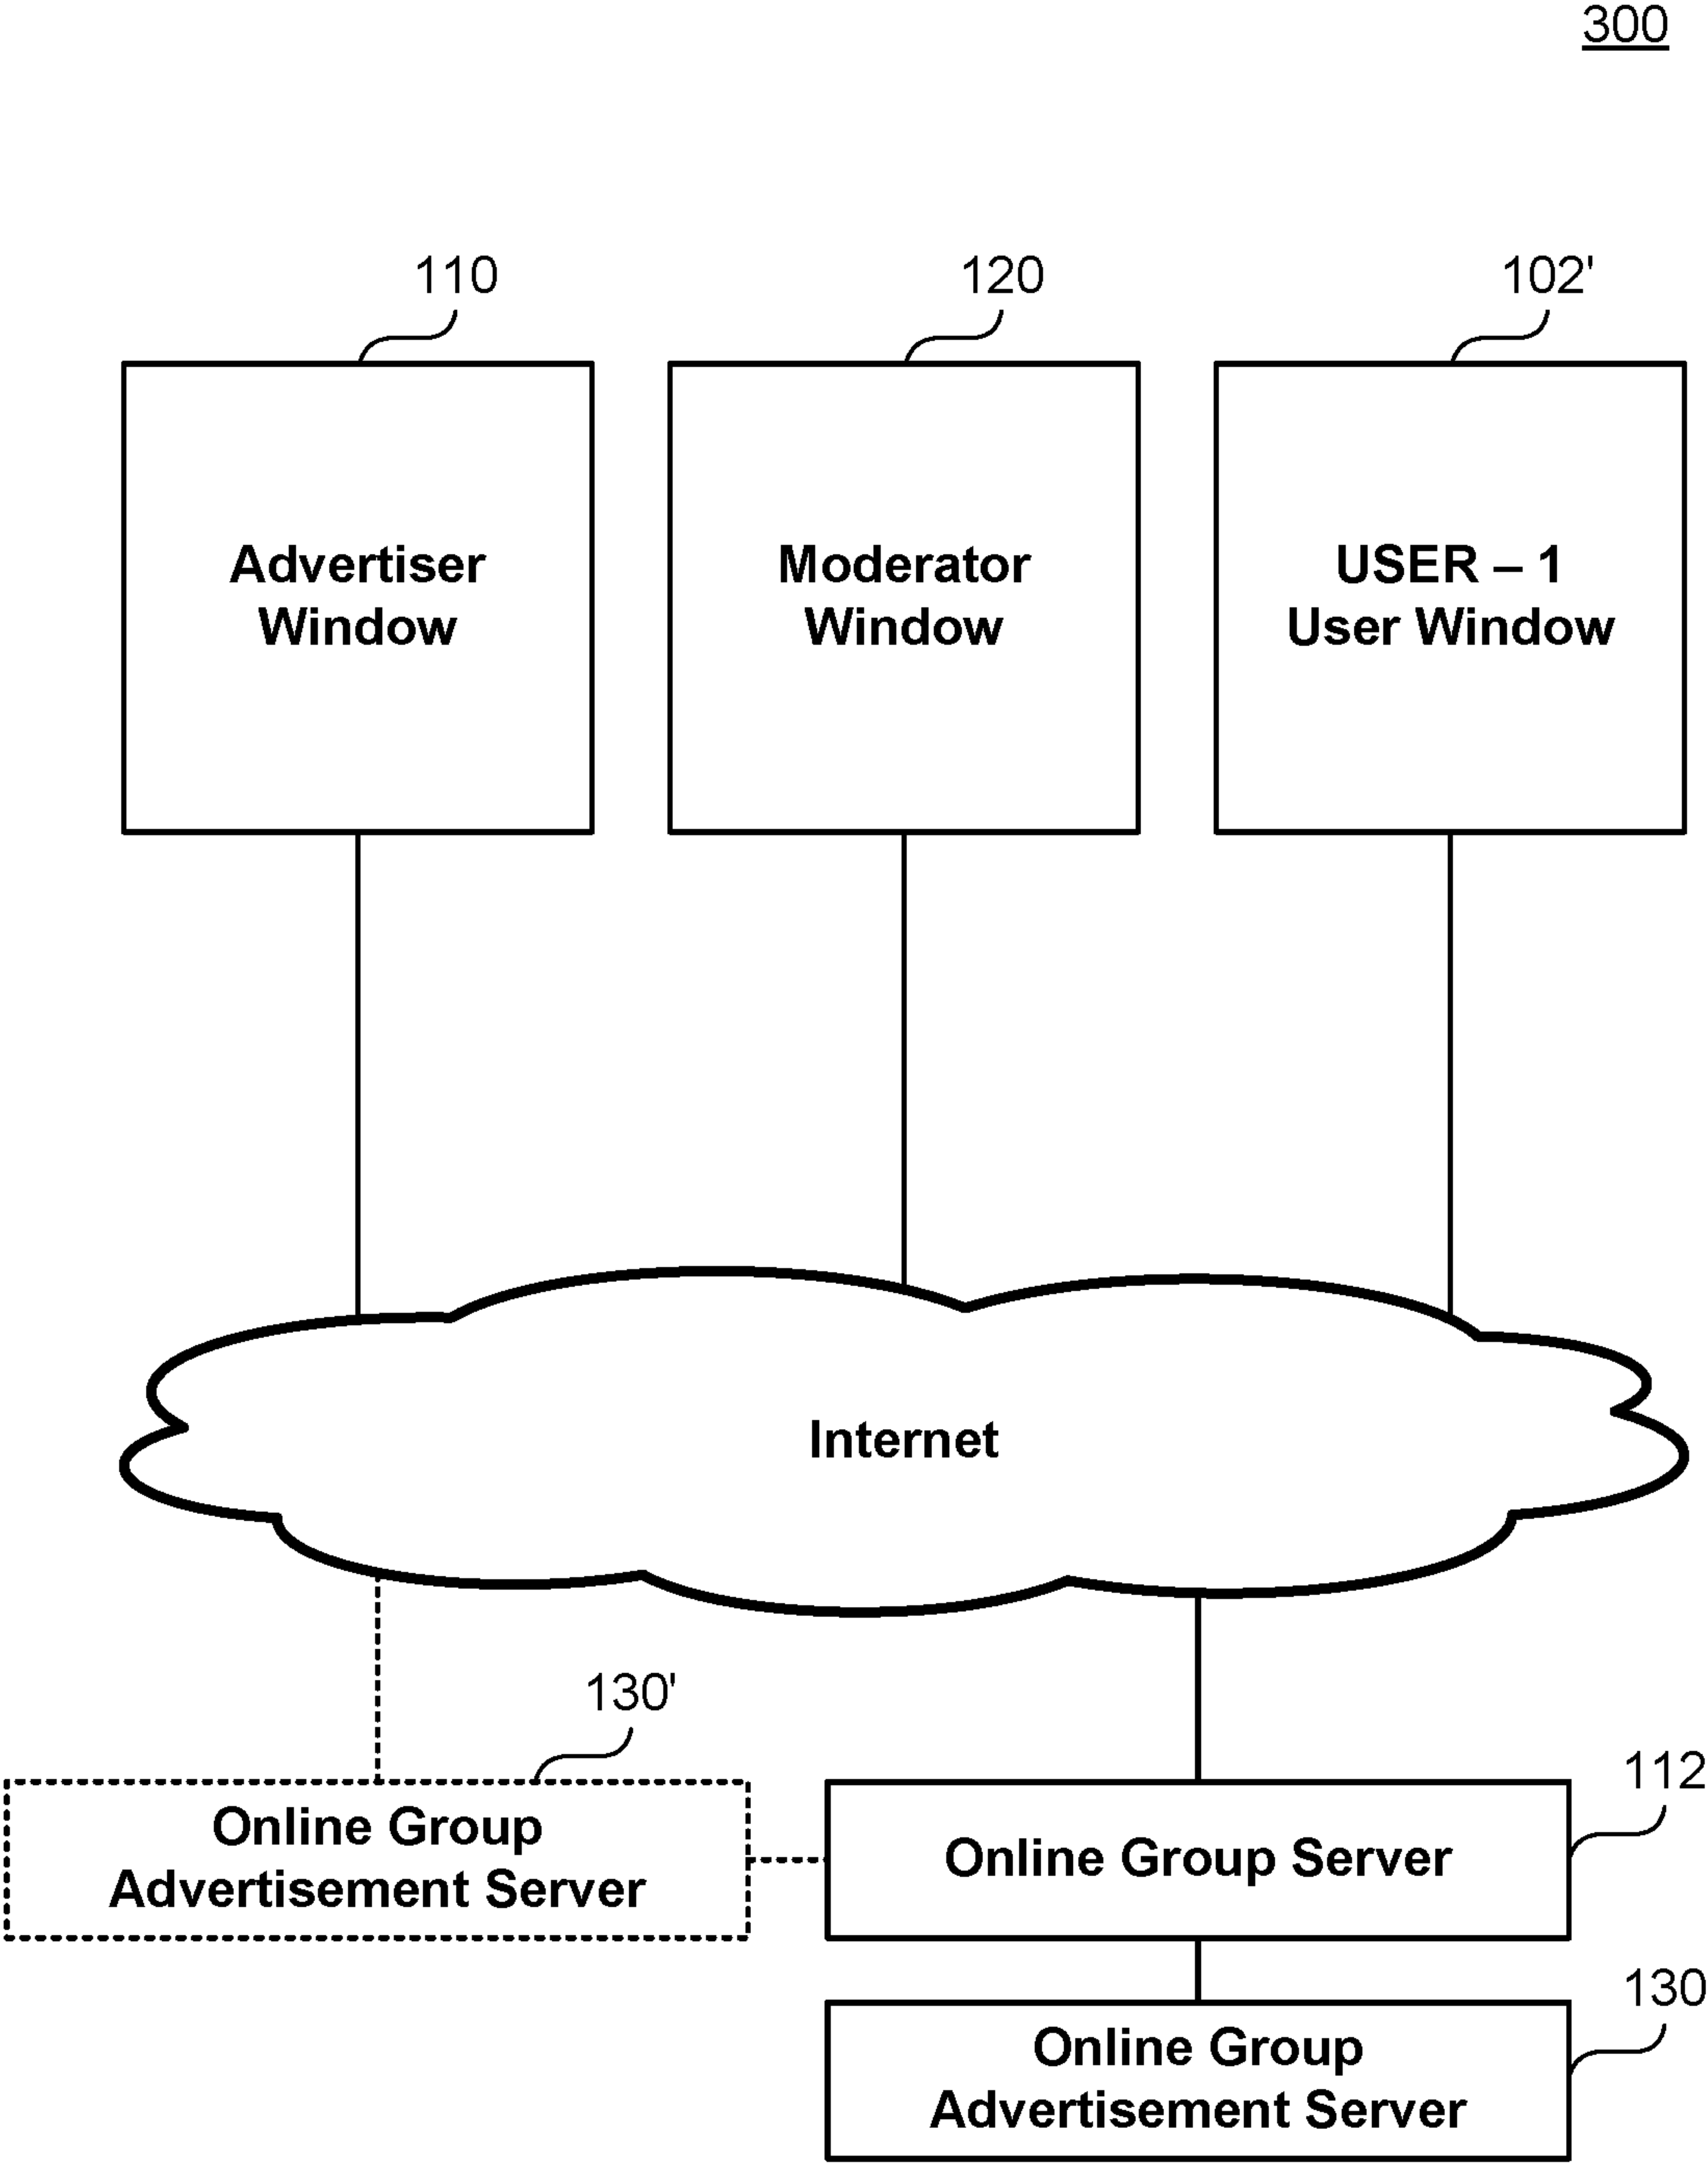 300
110
120
102'
Advertiser
Window
Moderator
Window
USER – 1
User Window
Internet
130'
112
Online Group
Advertisement Server
Online Group Server
130
Online Group
Advertisement Server